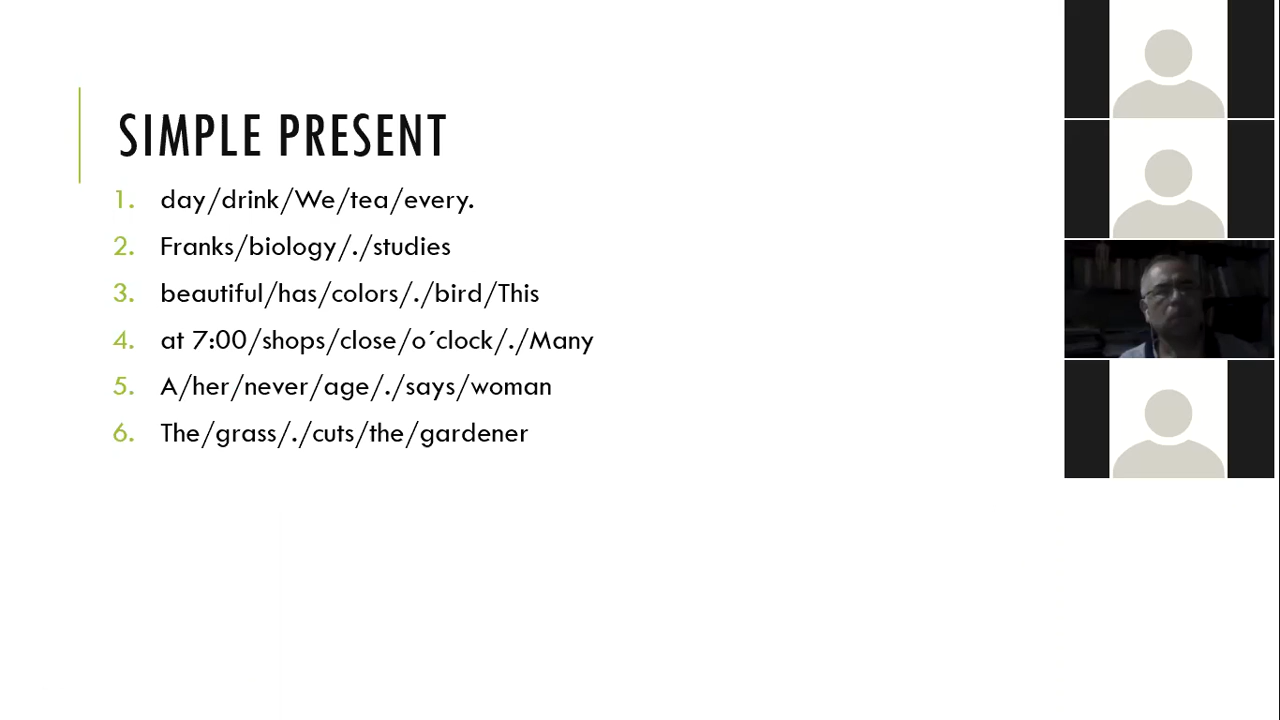 SIMPLE PRESENT
1. day/drink/We/tea/every.
2. Franks/biology/./studies
3. beautiful/has/colors/./bird/This
4. at 7:00/shops/close/o´clock/./Many
5. A/her/never/age/./says/woman
6. The/grass/./cuts/the/gardener